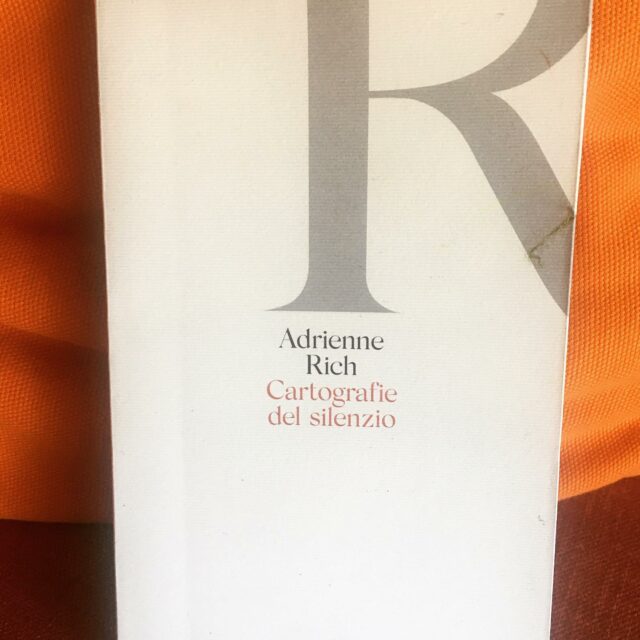 R
Adrienne
Rich
Cartografie
del silenzio